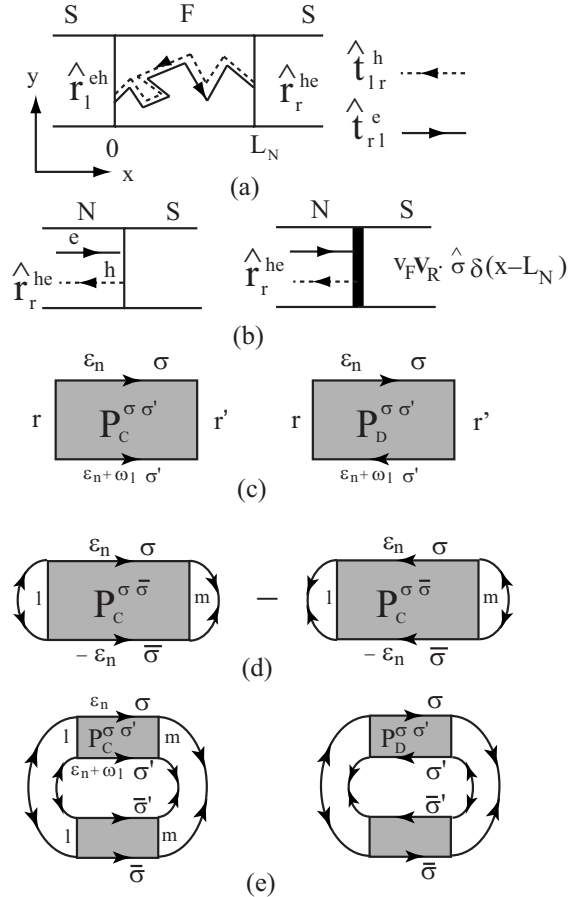 S F S
y r̂_l^eh r̂_r^he t̂_lr^h
0 L_N t̂_rl^e
x
(a)
N S N S
e
r̂_r^he h r̂_r^he v_F v_R · σ̂ δ(x–L_N)
(b)
ε_n σ ε_n σ
r P_C^σσ' r' r P_D^σσ' r'
ε_n+ω_l σ' ε_n+ω_l σ'
(c)
ε_n σ ε_n σ
l P_C^σσ̄ m – l P_C^σσ̄ m
– ε_n σ̄ – ε_n σ̄
(d)
ε_n σ σ
l P_C^σσ' m P_D^σσ'
ε_n+ω_l σ' σ'
σ̄' σ̄'
l m
σ̄ σ̄
(e)